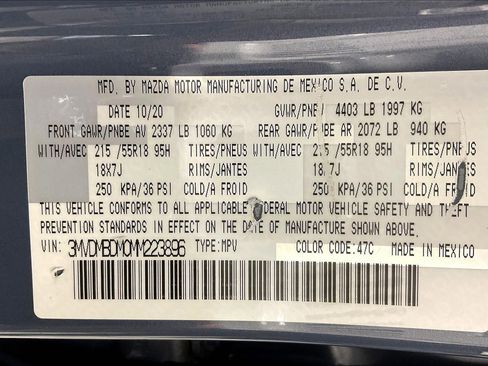 MFD. BY MAZDA MOTOR MANUFACTURING DE MEXICO S.A. DE C.V.
DATE 10/20 GVWR/PNBV 4403 LB 1997 KG
FRONT GAWR/PNBE AV 2337 LB 1060 KG REAR GAWR/PNBE AR 2072 LB 940 KG
WITH/AVEC 215/55R18 95H TIRES/PNEUS WITH/AVEC 215/55R18 95H TIRES/PNEUS
18X7J RIMS/JANTES 18 7J RIMS/JANTES
250 KPA/36 PSI COLD/A FROID 250 KPA/36 PSI COLD/A FROID
THIS VEHICLE CONFORMS TO ALL APPLICABLE FEDERAL MOTOR VEHICLE SAFETY AND THEFT
PREVENTION STANDARDS IN EFFECT ON THE DATE OF MANUFACTURE SHOWN ABOVE.
VIN: 3MVDMBDM0MM223896 TYPE: MPV COLOR CODE: 47C MADE IN MEXICO